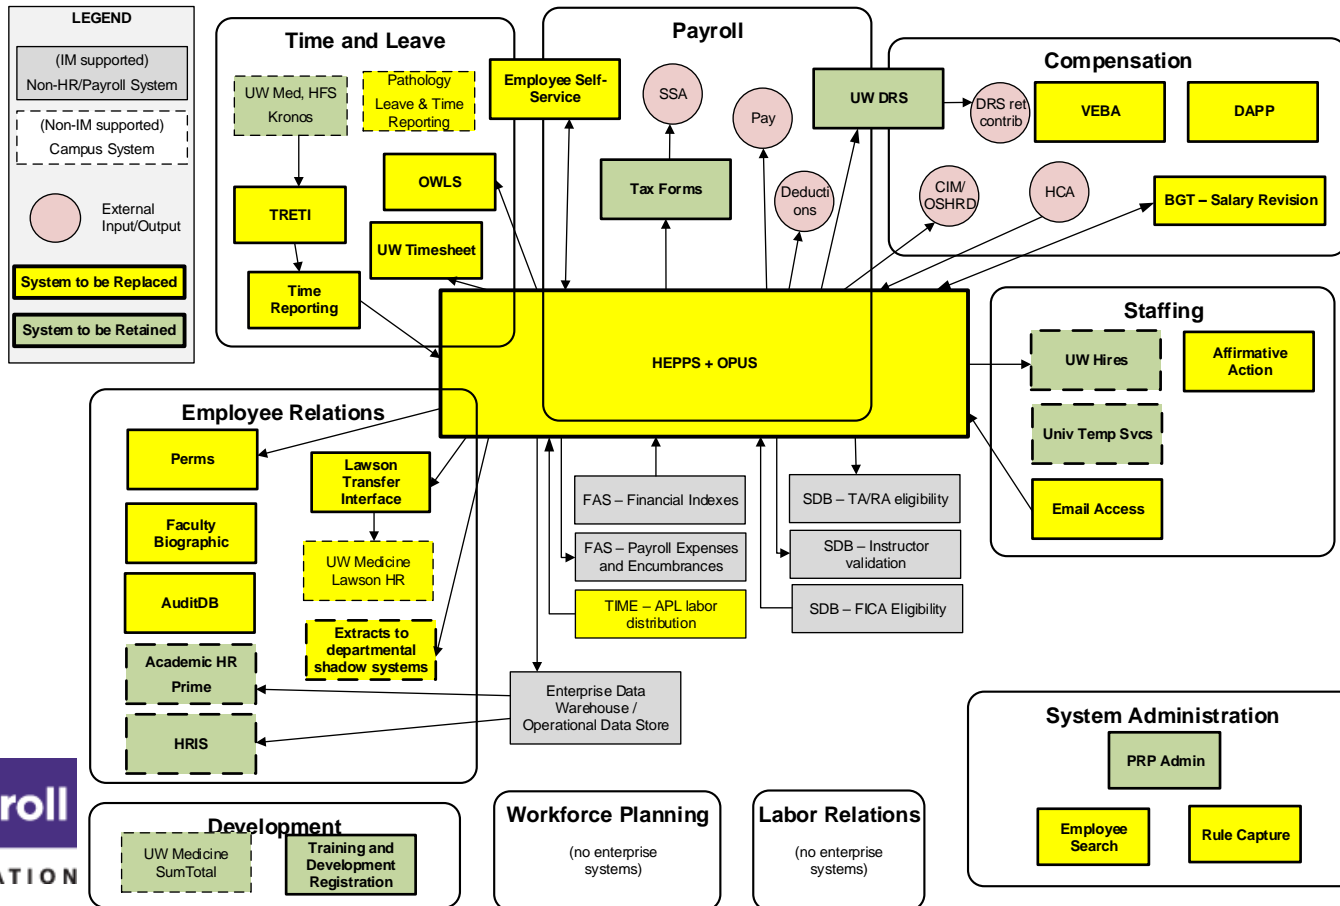 LEGEND
(IM supported)
Non-HR/Payroll System
(Non-IM supported)
Campus System
External
Input/Output
System to be Replaced
System to be Retained
Time and Leave
UW Med, HFS
Kronos
Pathology
Leave & Time
Reporting
TRETI
OWLS
UW Timesheet
Time
Reporting
Payroll
Employee Self-
Service
SSA
Pay
UW DRS
Tax Forms
Deducti
ons
Compensation
DRS ret
contrib
VEBA
DAPP
CIM/
OSHRD
HCA
BGT – Salary Revision
HEPPS + OPUS
Staffing
UW Hires
Affirmative
Action
Univ Temp Svcs
Email Access
Employee Relations
Perms
Lawson
Transfer
Interface
Faculty
Biographic
UW Medicine
Lawson HR
AuditDB
Extracts to
departmental
shadow systems
Academic HR
Prime
HRIS
FAS – Financial Indexes
FAS – Payroll Expenses
and Encumbrances
TIME – APL labor
distribution
SDB – TA/RA eligibility
SDB – Instructor
validation
SDB – FICA Eligibility
Enterprise Data
Warehouse /
Operational Data Store
System Administration
PRP Admin
Employee
Search
Rule Capture
roll
ATION
Development
UW Medicine
SumTotal
Training and
Development
Registration
Workforce Planning
(no enterprise
systems)
Labor Relations
(no enterprise
systems)